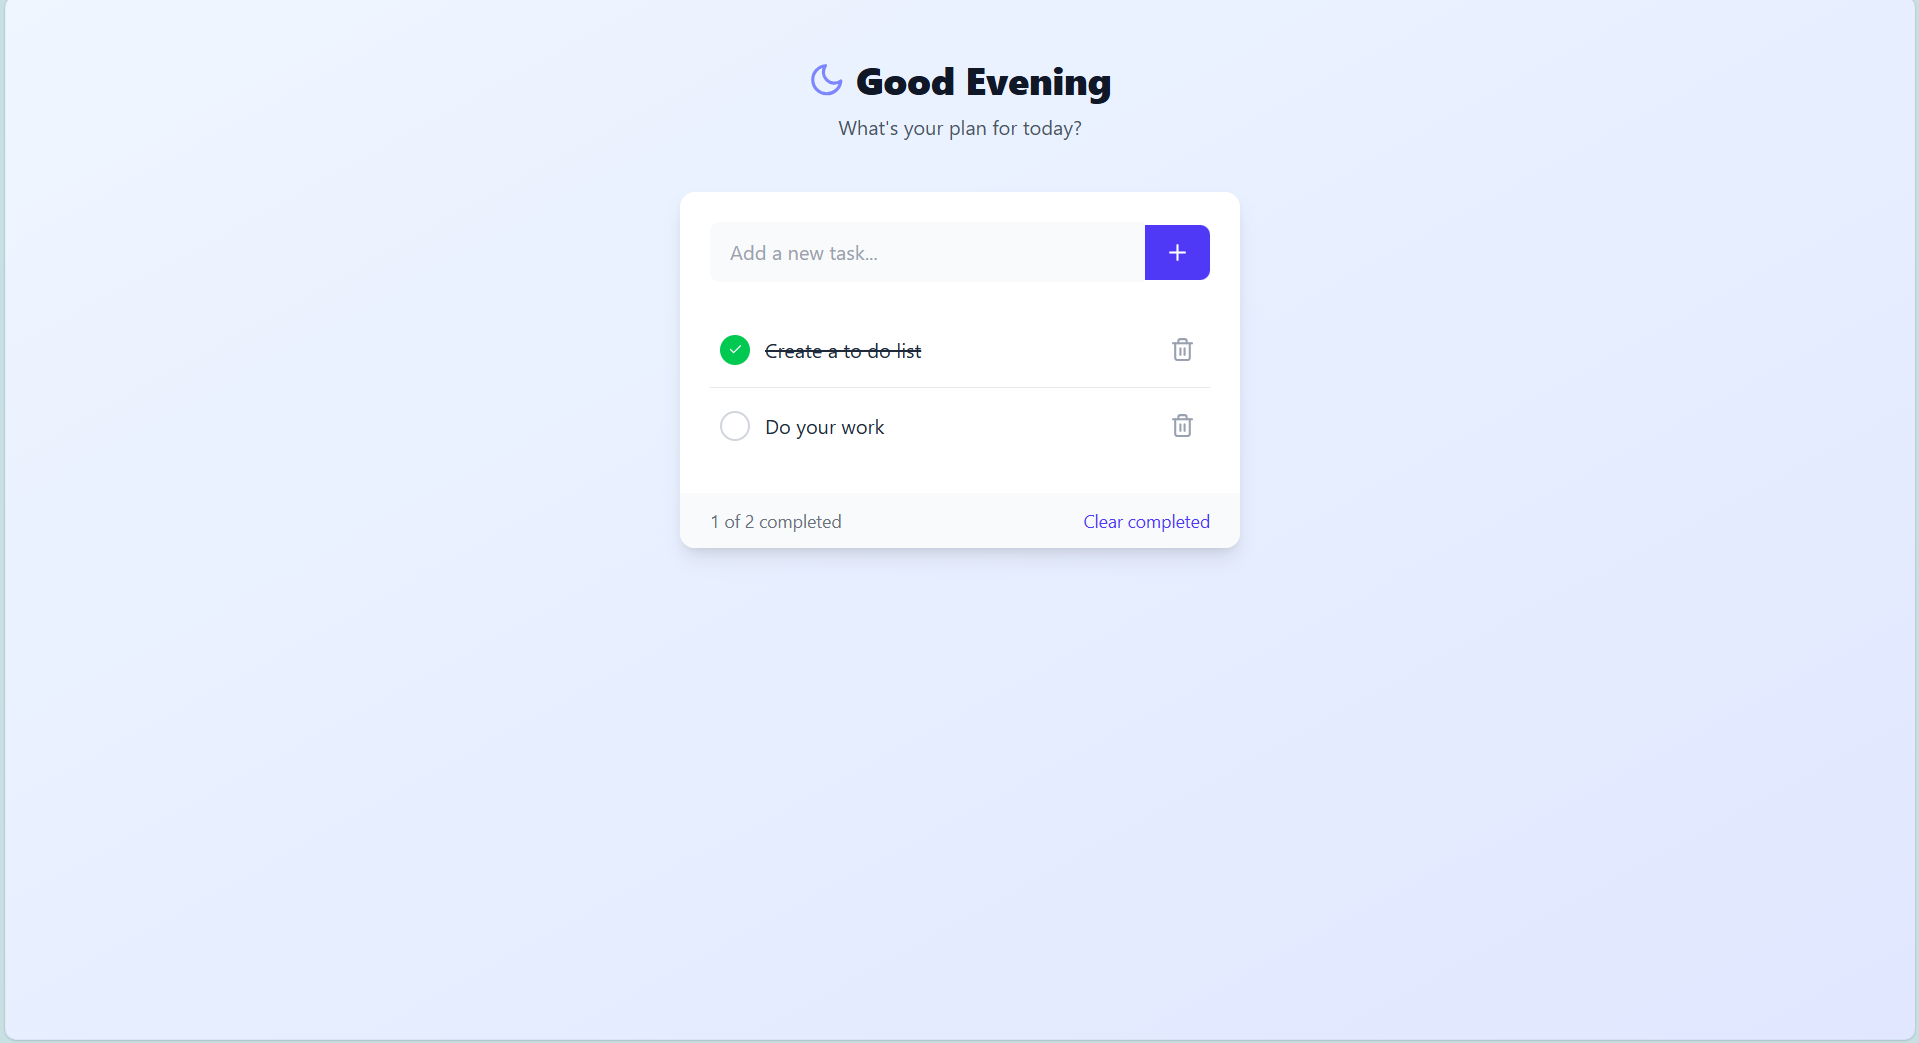 Good Evening
What's your plan for today?
Add a new task...
Create a to do list
Do your work
1 of 2 completed
Clear completed